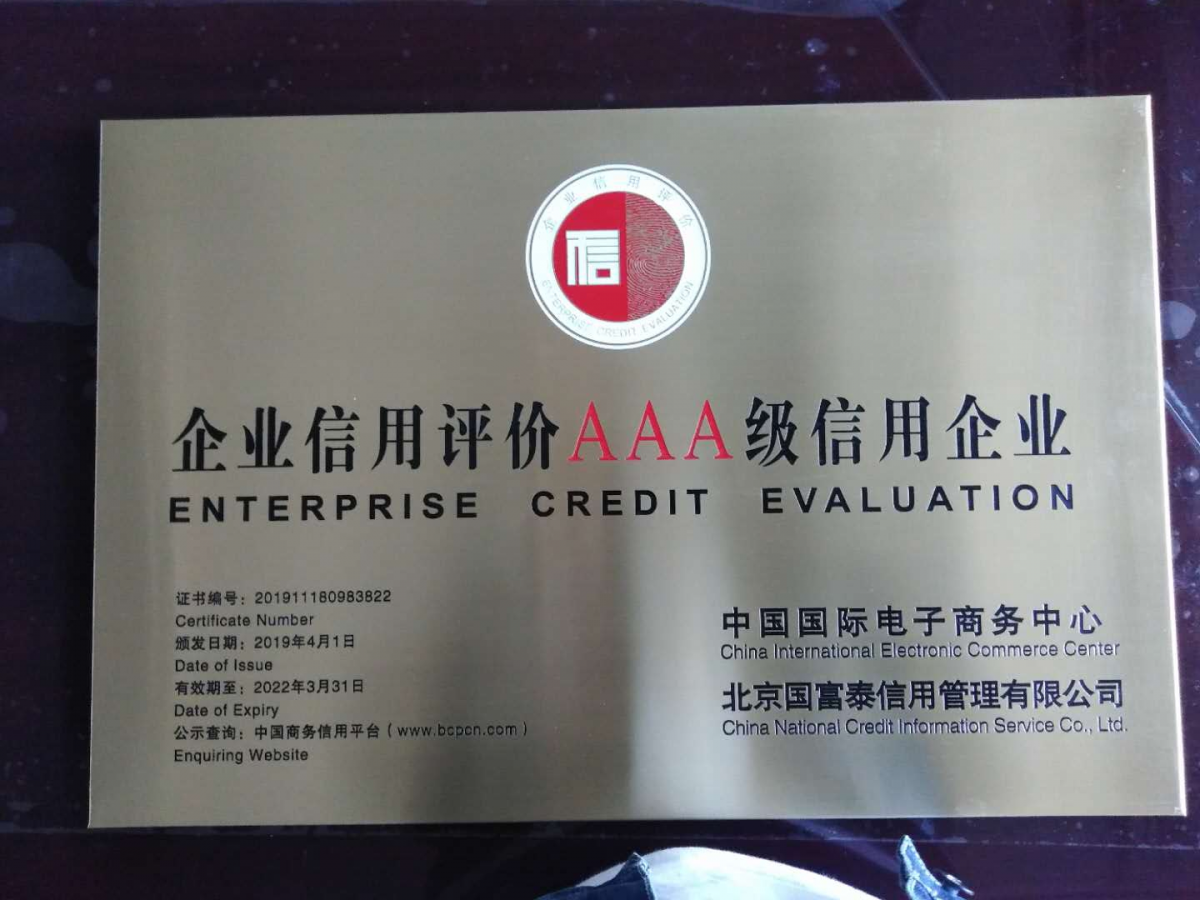 企业信用评价
信
ENTERPRISE CREDIT EVALUATION
企业信用评价AAA级信用企业
ENTERPRISE CREDIT EVALUATION
证书编号：201911180983822
Certificate Number
颁发日期：2019年4月1日
Date of Issue
有效期至：2022年3月31日
Date of Expiry
公示查询：中国商务信用平台（www.bcpcn.com）
Enquiring Website
中国国际电子商务中心
China International Electronic Commerce Center
北京国富泰信用管理有限公司
China National Credit Information Service Co., Ltd.